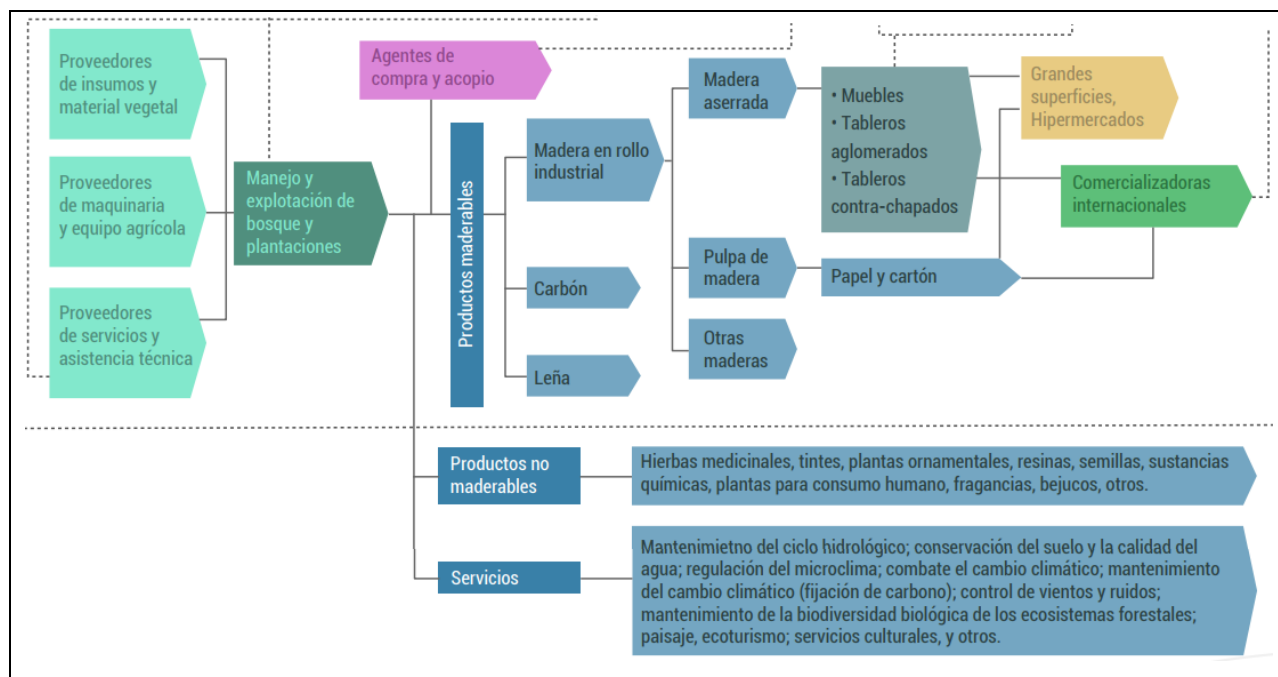 Proveedores
de insumos y
material vegetal
Proveedores
de maquinaria
y equipo agrícola
Proveedores
de servicios y
asistencia técnica
Manejo y
explotación de
bosque y
plantaciones
Agentes de
compra y acopio
Productos maderables
Madera en rollo
industrial
Carbón
Leña
Madera
aserrada
Pulpa de
madera
Otras
maderas
• Muebles
• Tableros
aglomerados
• Tableros
contra-chapados
Papel y cartón
Grandes
superficies,
Hipermercados
Comercializadoras
internacionales
Productos no
maderables
Hierbas medicinales, tintes, plantas ornamentales, resinas, semillas, sustancias
químicas, plantas para consumo humano, fragancias, bejucos, otros.
Servicios
Mantenimietno del ciclo hidrológico; conservación del suelo y la calidad del
agua; regulación del microclima; combate el cambio climático; mantenimiento
del cambio climático (fijación de carbono); control de vientos y ruidos;
mantenimiento de la biodiversidad biológica de los ecosistemas forestales;
paisaje, ecoturismo; servicios culturales, y otros.